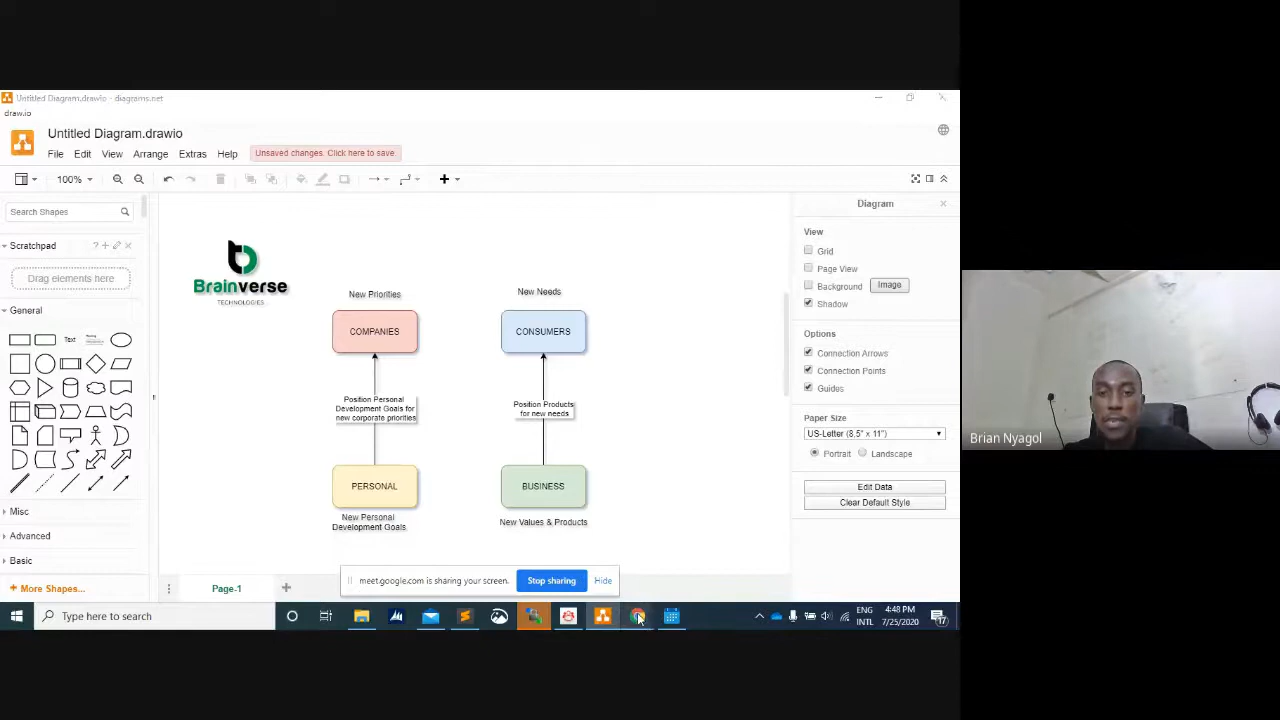 Untitled Diagram.drawio - diagrams.net
draw.io
Untitled Diagram.drawio
File Edit View Arrange Extras Help Unsaved changes. Click here to save
100%
Search Shapes
Scratchpad
Drag elements here
General
Text
Misc
Advanced
Basic
More Shapes...
Brainverse
TECHNOLOGIES
New Priorities
New Needs
COMPANIES
CONSUMERS
Position Personal
Development Goals for
new corporate priorities
Position Products
for new needs
PERSONAL
BUSINESS
New Personal
Development Goals
New Values & Products
Diagram
View
Grid
Page View
Background Image
Shadow
Options
Connection Arrows
Connection Points
Guides
Paper Size
US-Letter (8,5" x 11")
Portrait Landscape
Edit Data
Clear Default Style
meet.google.com is sharing your screen. Stop sharing Hide
Page-1
Type here to search
ENG
INTL
4:48 PM
7/25/2020
17
Brian Nyagol